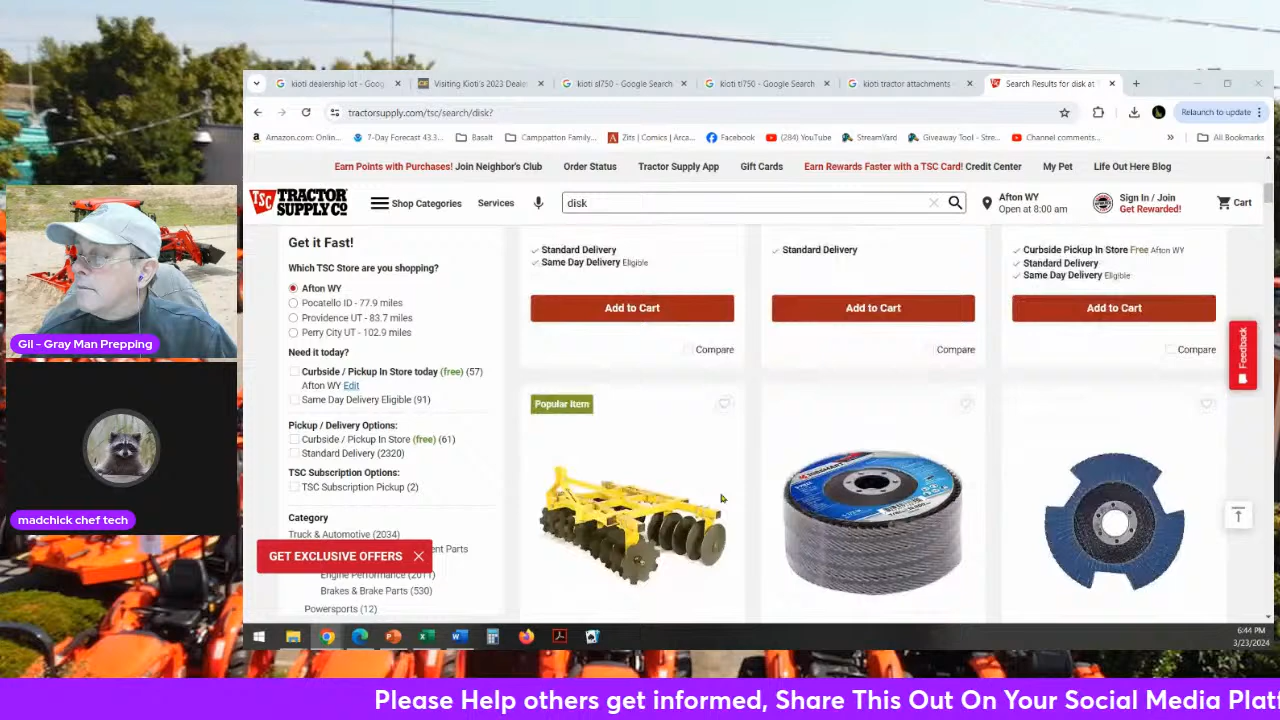 kioti dealership lot - Goog
Visiting Kioti's 2023 Deale
kioti sl750 - Google Search
kioti tl750 - Google Search
kioti tractor attachments
Search Results for disk at
tractorsupply.com/tsc/search/disk?
Relaunch to update
Amazon.com: Onlin...
7-Day Forecast 43.3...
Basalt
Camppatton Family...
Zits | Comics | Arca...
Facebook
(284) YouTube
StreamYard
Giveaway Tool - Stre...
Channel comments...
»
All Bookmarks
Earn Points with Purchases! Join Neighbor's Club
Order Status
Tractor Supply App
Gift Cards
Earn Rewards Faster with a TSC Card! Credit Center
My Pet
Life Out Here Blog
TSC TRACTOR
SUPPLY CO
Shop Categories
Services
disk
Afton WY
Open at 8:00 am
Sign In / Join
Get Rewarded!
Cart
Get it Fast!
Which TSC Store are you shopping?
Afton WY
Pocatello ID - 77.9 miles
Providence UT - 83.7 miles
Perry City UT - 102.9 miles
Need it today?
Curbside / Pickup In Store today (free) (57)
Afton WY Edit
Same Day Delivery Eligible (91)
Pickup / Delivery Options:
Curbside / Pickup In Store (free) (61)
Standard Delivery (2320)
TSC Subscription Options:
TSC Subscription Pickup (2)
Category
Truck & Automotive (2034)
ent Parts
Engine Performance (2011)
Brakes & Brake Parts (530)
Powersports (12)
GET EXCLUSIVE OFFERS
Standard Delivery
Same Day Delivery Eligible
Add to Cart
Compare
Standard Delivery
Add to Cart
Compare
Curbside Pickup In Store Free Afton WY
Standard Delivery
Same Day Delivery Eligible
Add to Cart
Compare
Popular Item
Feedback
6:44 PM
3/23/2024
Gil - Gray Man Prepping
madchick chef tech
Please Help others get informed, Share This Out On Your Social Media Platf